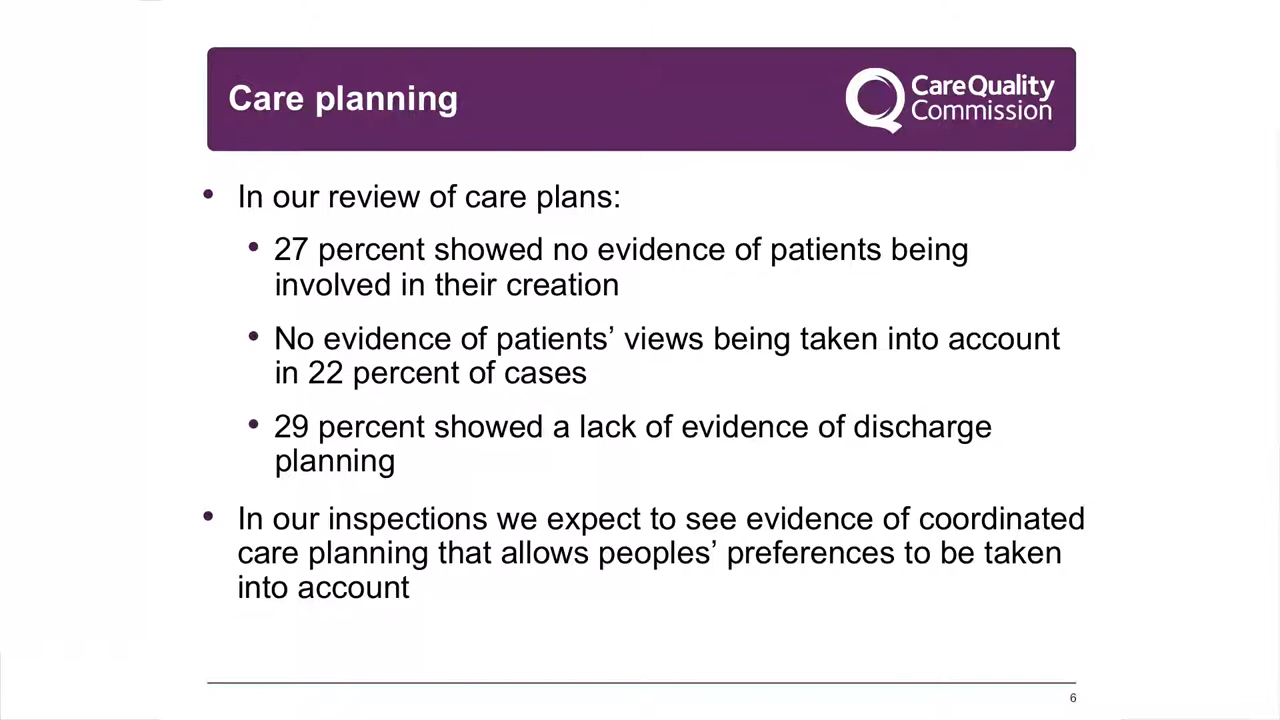 Care planning
CareQuality
Commission
• In our review of care plans:
• 27 percent showed no evidence of patients being
involved in their creation
• No evidence of patients’ views being taken into account
in 22 percent of cases
• 29 percent showed a lack of evidence of discharge
planning
• In our inspections we expect to see evidence of coordinated
care planning that allows peoples’ preferences to be taken
into account
6